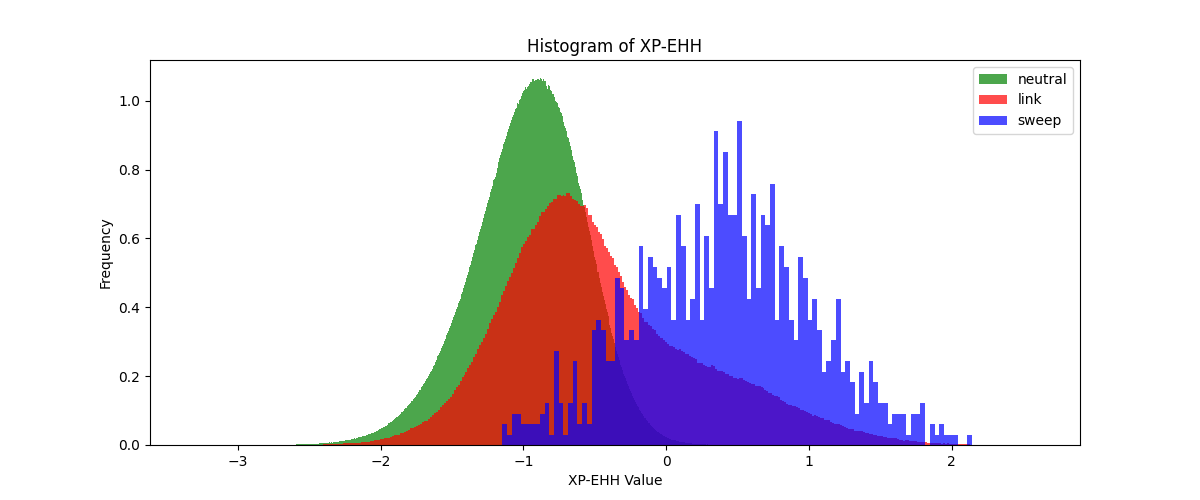 Histogram of XP-EHH
neutral
link
sweep
Frequency
1.0
0.8
0.6
0.4
0.2
0.0
−3 −2 −1 0 1 2
XP-EHH Value